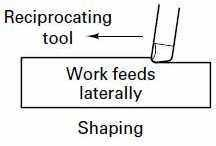 Reciprocating
tool
Work feeds
laterally
Shaping